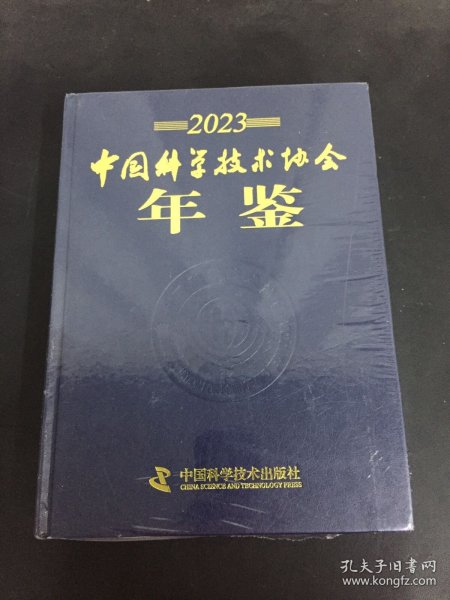 2023
中国科学技术协会
年鉴
中国科学技术出版社
CHINA SCIENCE AND TECHNOLOGY PRESS
孔夫子旧书网
www.kongfz.com